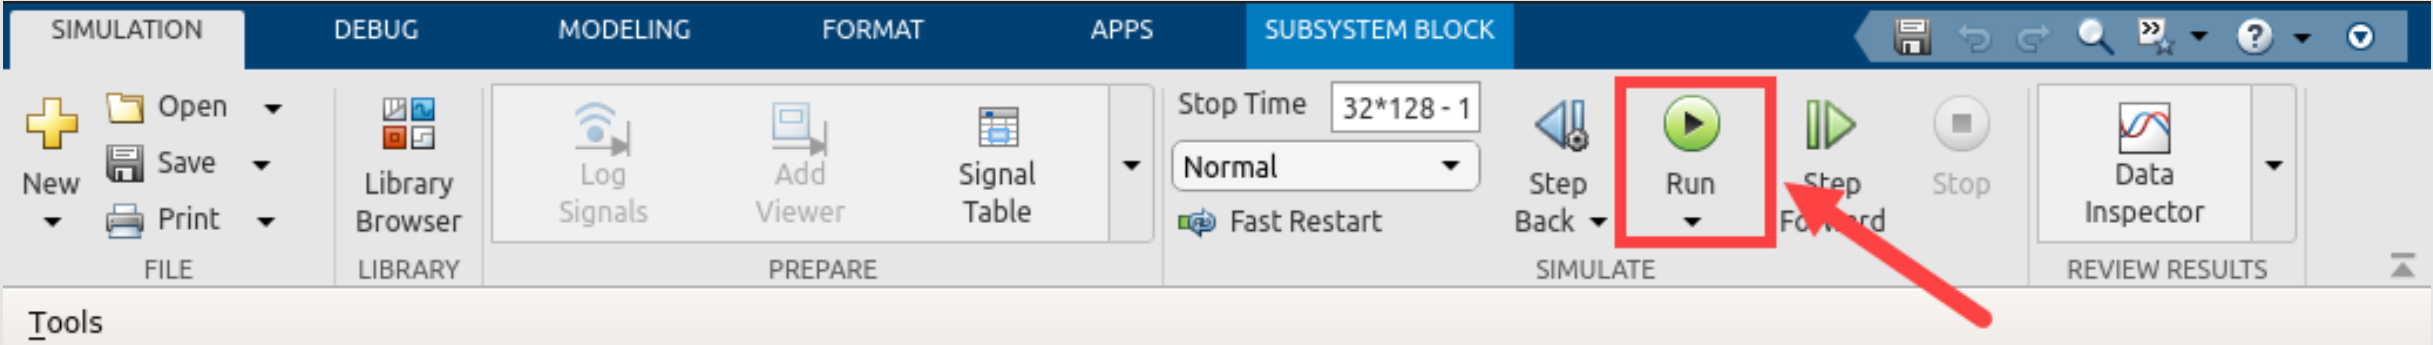 SIMULATION DEBUG MODELING FORMAT APPS SUBSYSTEM BLOCK
New
Open
Save
Print
FILE
Library
Browser
LIBRARY
Log
Signals
Add
Viewer
Signal
Table
PREPARE
Stop Time 32*128 - 1
Normal
Fast Restart
Step
Back
Run
Step
Forward
Stop
SIMULATE
Data
Inspector
REVIEW RESULTS
Tools